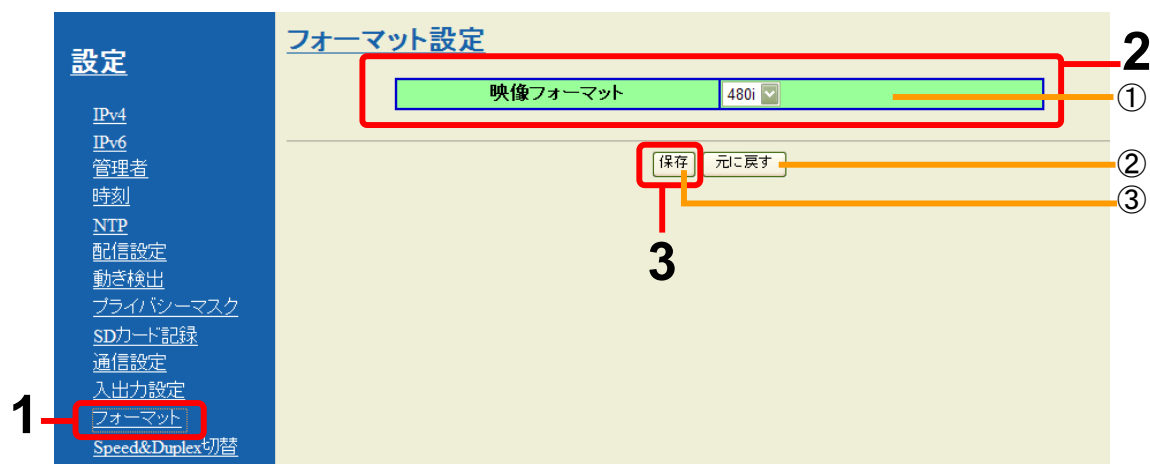 設定
IPv4
IPv6
管理者
時刻
NTP
配信設定
動き検出
プライバシーマスク
SDカード記録
通信設定
入出力設定
フォーマット
Speed&Duplex切替
1
フォーマット設定
映像フォーマット 480i
保存 元に戻す
2
①
②
③
3